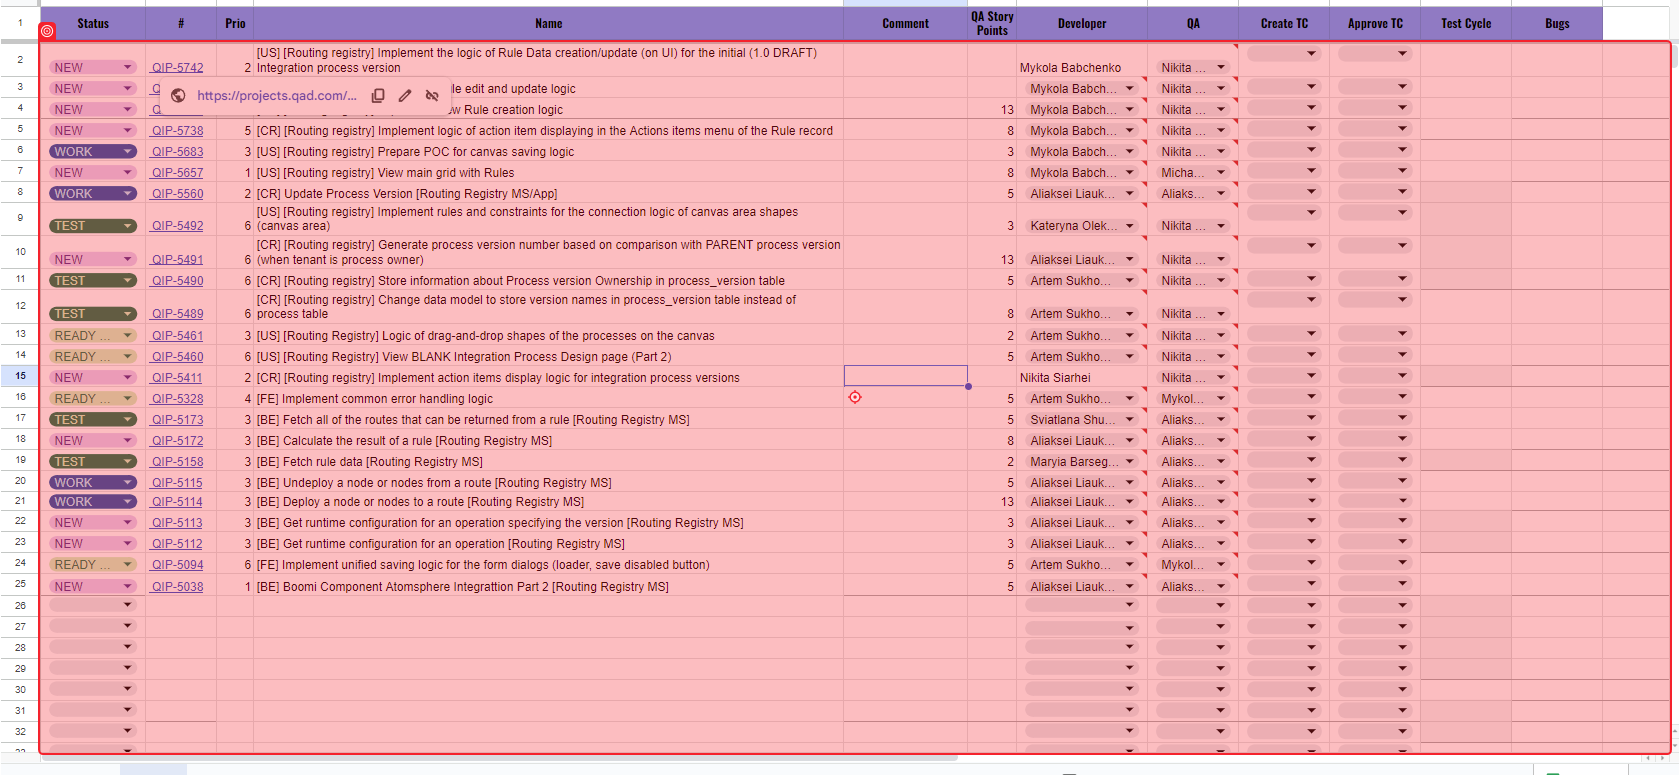 Status # Prio Name Comment QA Story Points Developer QA Create TC Approve TC Test Cycle Bugs
1
2 NEW QIP-5742 2 [US] [Routing registry] Implement the logic of Rule Data creation/update (on UI) for the initial (1.0 DRAFT)
Integration process version Mykola Babchenko Nikita ...
https://projects.qad.com/...
3 NEW edit and update logic Mykola Babch... Nikita ...
4 NEW Rule creation logic 13 Mykola Babch... Nikita ...
5 NEW QIP-5738 5 [CR] [Routing registry] Implement logic of action item displaying in the Actions items menu of the Rule record 8 Mykola Babch... Nikita ...
6 WORK QIP-5683 3 [US] [Routing registry] Prepare POC for canvas saving logic 3 Mykola Babch... Nikita ...
7 NEW QIP-5657 1 [US] [Routing registry] View main grid with Rules 8 Mykola Babch... Micha...
8 WORK QIP-5560 2 [CR] Update Process Version [Routing Registry MS/App] 5 Aliaksei Liauk... Aliaks...
9 TEST QIP-5492 6 [US] [Routing registry] Implement rules and constraints for the connection logic of canvas area shapes
(canvas area) 3 Kateryna Olek... Nikita ...
10 NEW QIP-5491 6 [CR] [Routing registry] Generate process version number based on comparison with PARENT process version
(when tenant is process owner) 13 Aliaksei Liauk... Nikita ...
11 TEST QIP-5490 6 [CR] [Routing registry] Store information about Process version Ownership in process_version table 5 Artem Sukho... Nikita ...
12 TEST QIP-5489 6 [CR] [Routing registry] Change data model to store version names in process_version table instead of
process table 8 Artem Sukho... Nikita ...
13 READY ... QIP-5461 3 [US] [Routing Registry] Logic of drag-and-drop shapes of the processes on the canvas 2 Artem Sukho... Nikita ...
14 READY ... QIP-5460 6 [US] [Routing Registry] View BLANK Integration Process Design page (Part 2) 5 Artem Sukho... Nikita ...
15 NEW QIP-5411 2 [CR] [Routing registry] Implement action items display logic for integration process versions Nikita Siarhei Nikita ...
16 READY ... QIP-5328 4 [FE] Implement common error handling logic 5 Artem Sukho... Mykol...
17 TEST QIP-5173 3 [BE] Fetch all of the routes that can be returned from a rule [Routing Registry MS] 5 Sviatlana Shu... Aliaks...
18 NEW QIP-5172 3 [BE] Calculate the result of a rule [Routing Registry MS] 8 Aliaksei Liauk... Aliaks...
19 TEST QIP-5158 3 [BE] Fetch rule data [Routing Registry MS] 2 Maryia Barseg... Aliaks...
20 WORK QIP-5115 3 [BE] Undeploy a node or nodes from a route [Routing Registry MS] 5 Aliaksei Liauk... Aliaks...
21 WORK QIP-5114 3 [BE] Deploy a node or nodes to a route [Routing Registry MS] 13 Aliaksei Liauk... Aliaks...
22 NEW QIP-5113 3 [BE] Get runtime configuration for an operation specifying the version [Routing Registry MS] 3 Aliaksei Liauk... Aliaks...
23 NEW QIP-5112 3 [BE] Get runtime configuration for an operation [Routing Registry MS] 3 Aliaksei Liauk... Aliaks...
24 READY ... QIP-5094 6 [FE] Implement unified saving logic for the form dialogs (loader, save disabled button) 5 Artem Sukho... Mykol...
25 NEW QIP-5038 1 [BE] Boomi Component Atomsphere Integrattion Part 2 [Routing Registry MS] 5 Aliaksei Liauk... Aliaks...
26
27
28
29
30
31
32